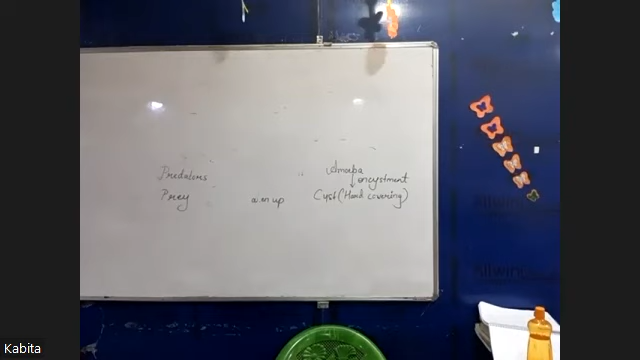 Predators
Prey
Amoeba
encystment
Cyst (Hard covering)
Kabita